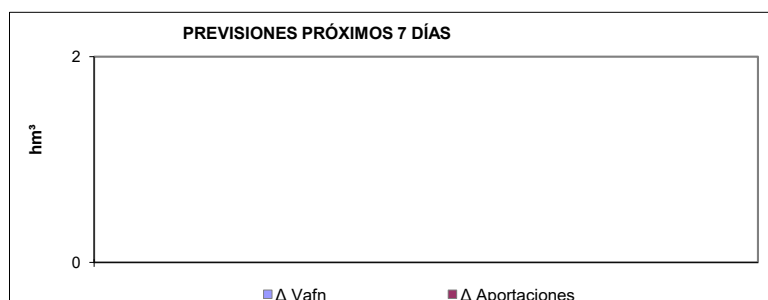 PREVISIONES PRÓXIMOS 7 DÍAS
2
hm³
0
Δ Vafn Δ Aportaciones